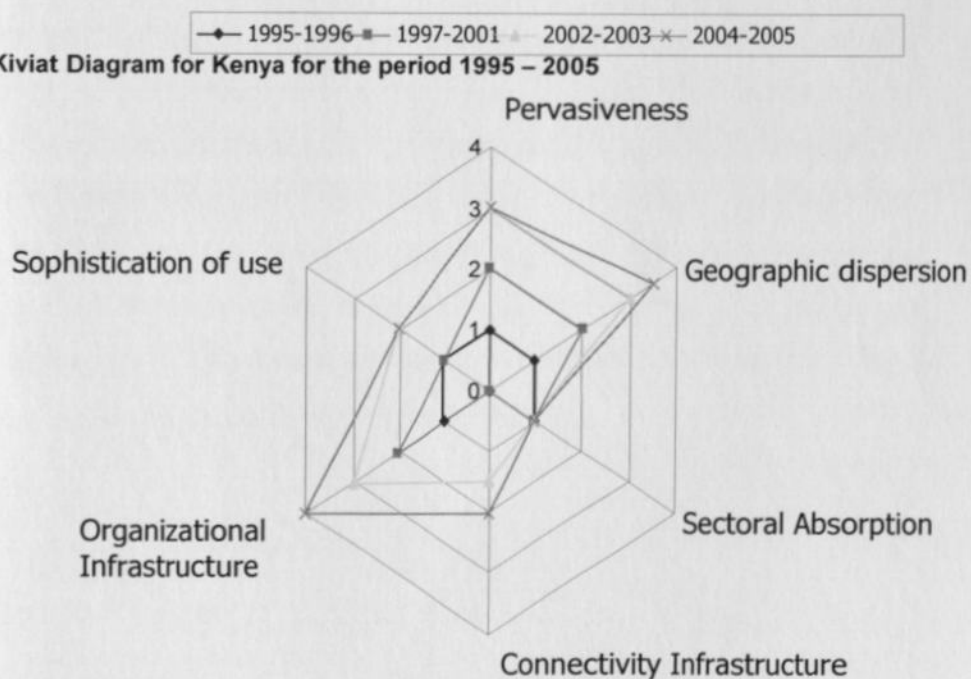 1995-1996 1997-2001 2002-2003 2004-2005
Kiviat Diagram for Kenya for the period 1995 – 2005
Pervasiveness
4
3
Sophistication of use
2
Geographic dispersion
1
0
Organizational
Infrastructure
Sectoral Absorption
Connectivity Infrastructure